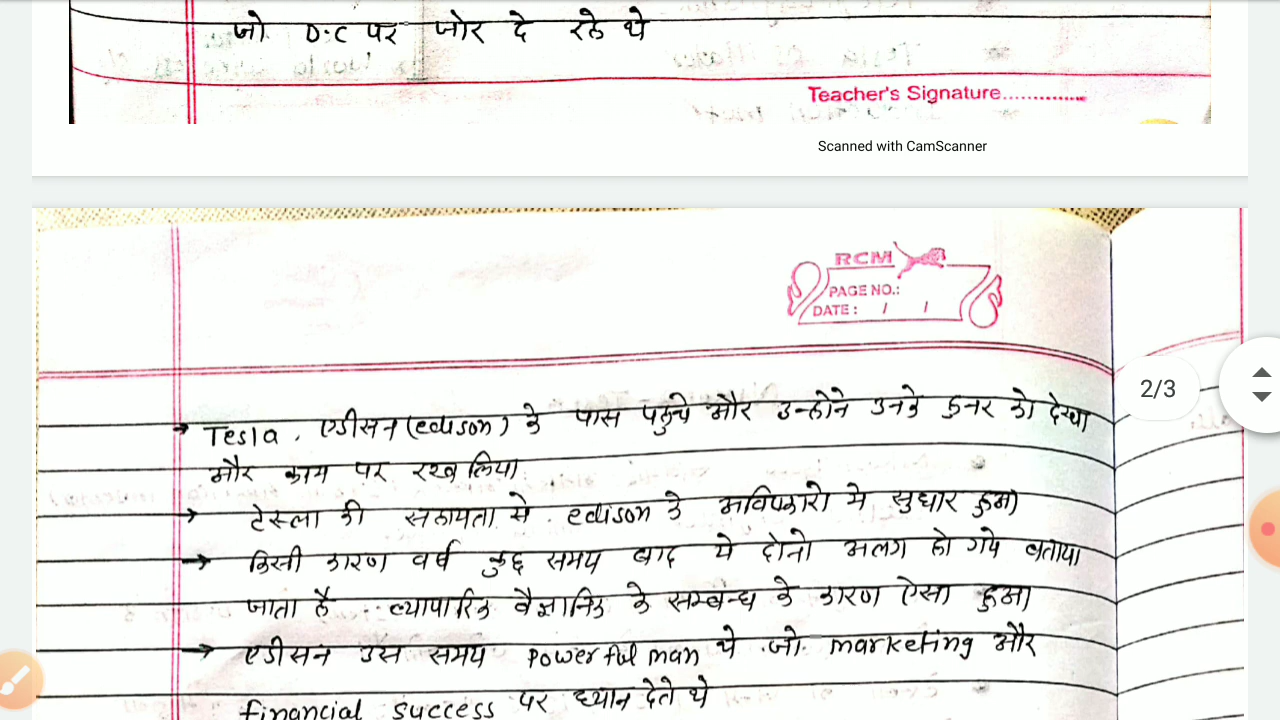 जो D.C पर जोर दे रहे थे
Teacher's Signature..............
Scanned with CamScanner
RCM
PAGE NO.:
DATE: / /
2/3
→ Tesla. एडीसन (edison) के पास पहुचे और उन्होने उनके हुनर को देखा
और काम पर रख लिया
→ टेस्ला की सहायता से. edison के अविष्कारो मे सुधार हुआ
→ किसी कारण वर्ष कुछ समय बाद ये दोनो अलग हो गये बताया
जाता है व्यापारिक वैज्ञानिक के सम्बन्ध के कारण ऐसा हुआ
→ एडीसन उस समय powerful man थे जो. marketing और
financial success पर ध्यान देते थे